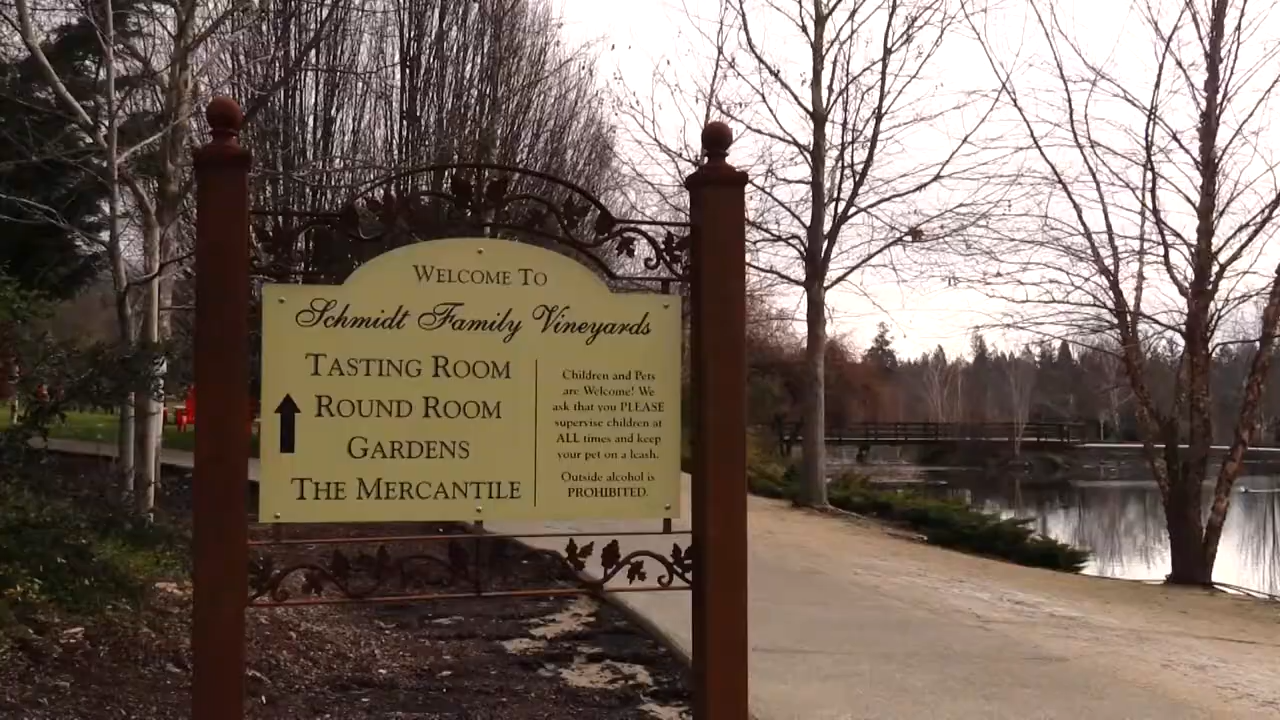 Welcome To
Schmidt Family Vineyards
Tasting Room
Round Room
Gardens
The Mercantile
Children and Pets
are Welcome! We
ask that you PLEASE
supervise children at
ALL times and keep
your pet on a leash.
Outside alcohol is
PROHIBITED.